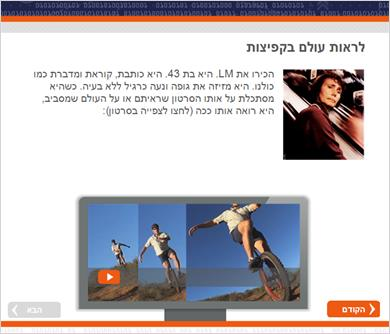 לראות עולם בקפיצות
הכירו את LM. היא בת 43. היא כותבת, קוראת ומדברת כמו
כולנו. היא מזיזה את גופה ונעה כרגיל ללא בעיה. כשהיא
מסתכלת על אותו הסרטון שראיתם או על העולם שמסביב,
היא רואה אותו ככה (לחצו לצפייה בסרטון):
הקודם
הבא